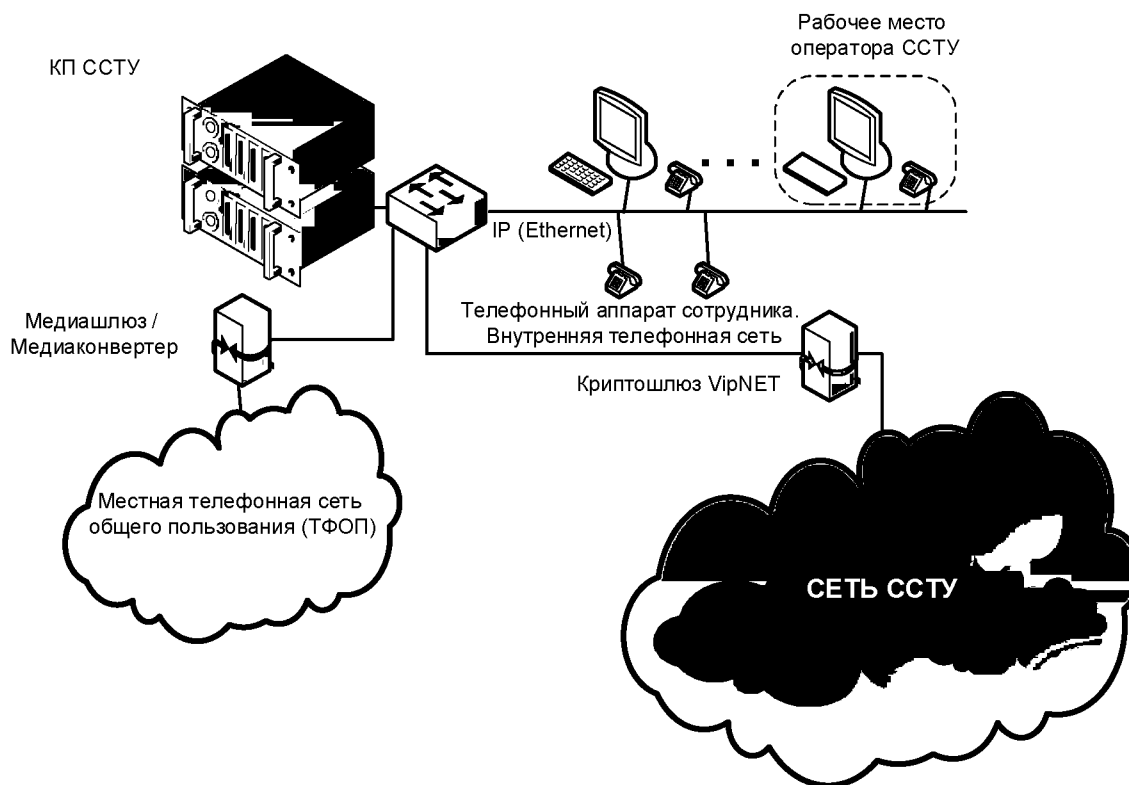 Рабочее место
оператора ССТУ
КП ССТУ
IP (Ethernet)
Телефонный аппарат сотрудника.
Внутренняя телефонная сеть
Медиашлюз /
Медиаконвертер
Криптошлюз VipNET
Местная телефонная сеть
общего пользования (ТФОП)
СЕТЬ ССТУ